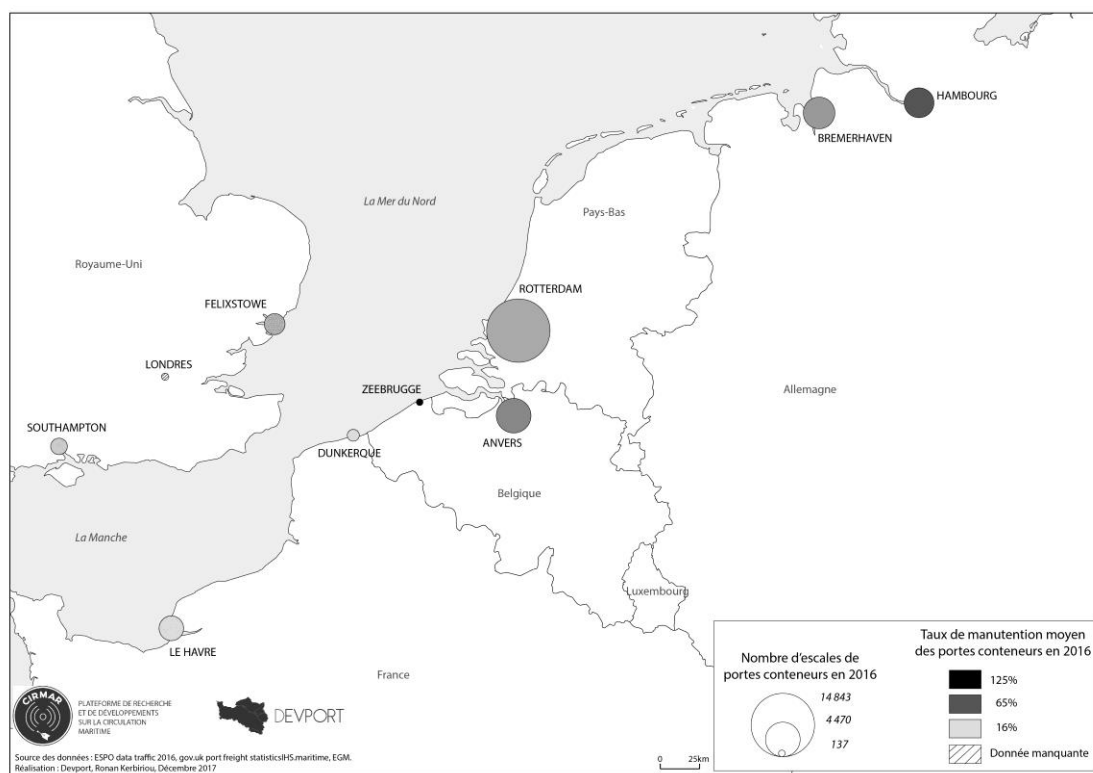 HAMBOURG
BREMERHAVEN
La Mer du Nord
Pays-Bas
Royaume-Uni
ROTTERDAM
FELIXSTOWE
LONDRES
ZEEBRUGGE
Allemagne
SOUTHAMPTON
ANVERS
DUNKERQUE
Belgique
La Manche
Luxembourg
LE HAVRE
France
Nombre d'escales de
portes conteneurs en 2016
14 843
4 470
137
Taux de manutention moyen
des portes conteneurs en 2016
125%
65%
16%
Donnée manquante
CIRMAR
PLATEFORME DE RECHERCHE
ET DE DÉVELOPPEMENTS
SUR LA CIRCULATION
MARITIME
DEVPORT
Source des données : ESPO data traffic 2016, gov.uk port freight statisticsIHS.maritime, EGM.
Réalisation : Devport, Ronan Kerbiriou, Décembre 2017
0 25km